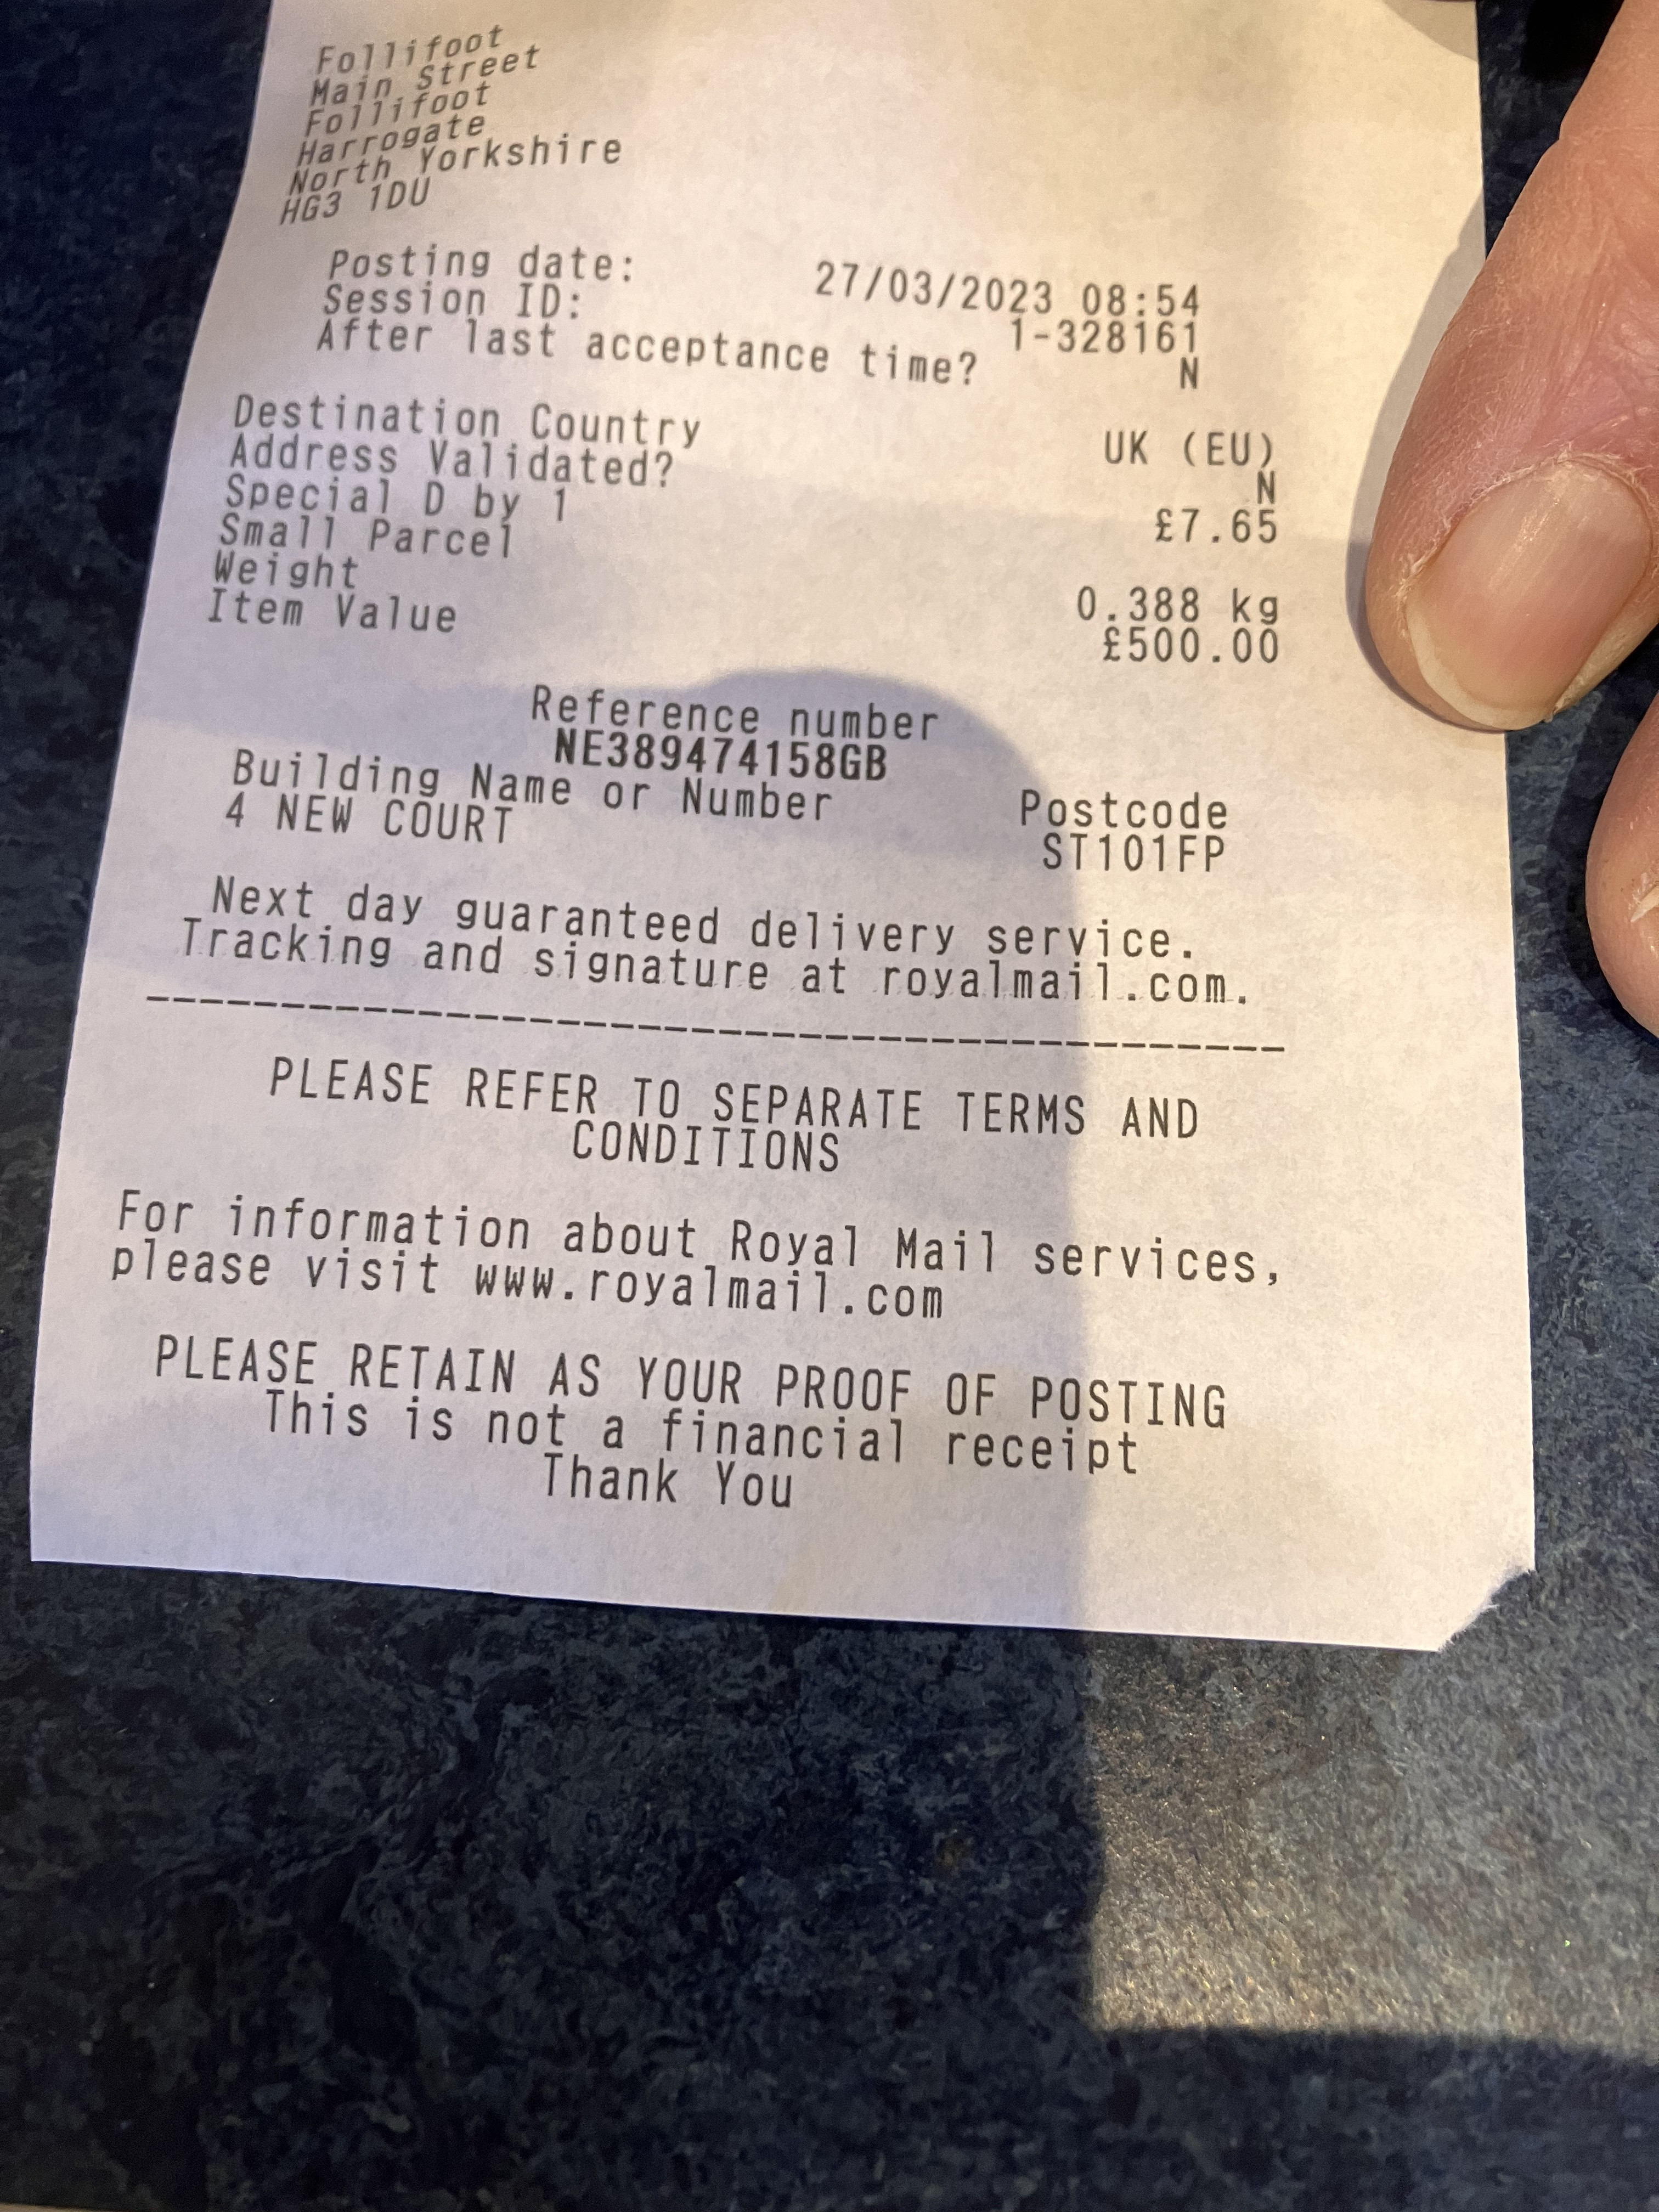 Follifoot
Main Street
Follifoot
Harrogate
North Yorkshire
HG3 1DU
Posting date: 27/03/2023 08:54
Session ID: 1-328161
After last acceptance time? N
Destination Country UK (EU)
Address Validated? N
Special D by 1 £7.65
Small Parcel
Weight 0.388 kg
Item Value £500.00
Reference number
NE389474158GB
Building Name or Number Postcode
4 NEW COURT ST101FP
Next day guaranteed delivery service.
Tracking and signature at royalmail.com.
------------------------------------------
PLEASE REFER TO SEPARATE TERMS AND
CONDITIONS
For information about Royal Mail services,
please visit www.royalmail.com
PLEASE RETAIN AS YOUR PROOF OF POSTING
This is not a financial receipt
Thank You